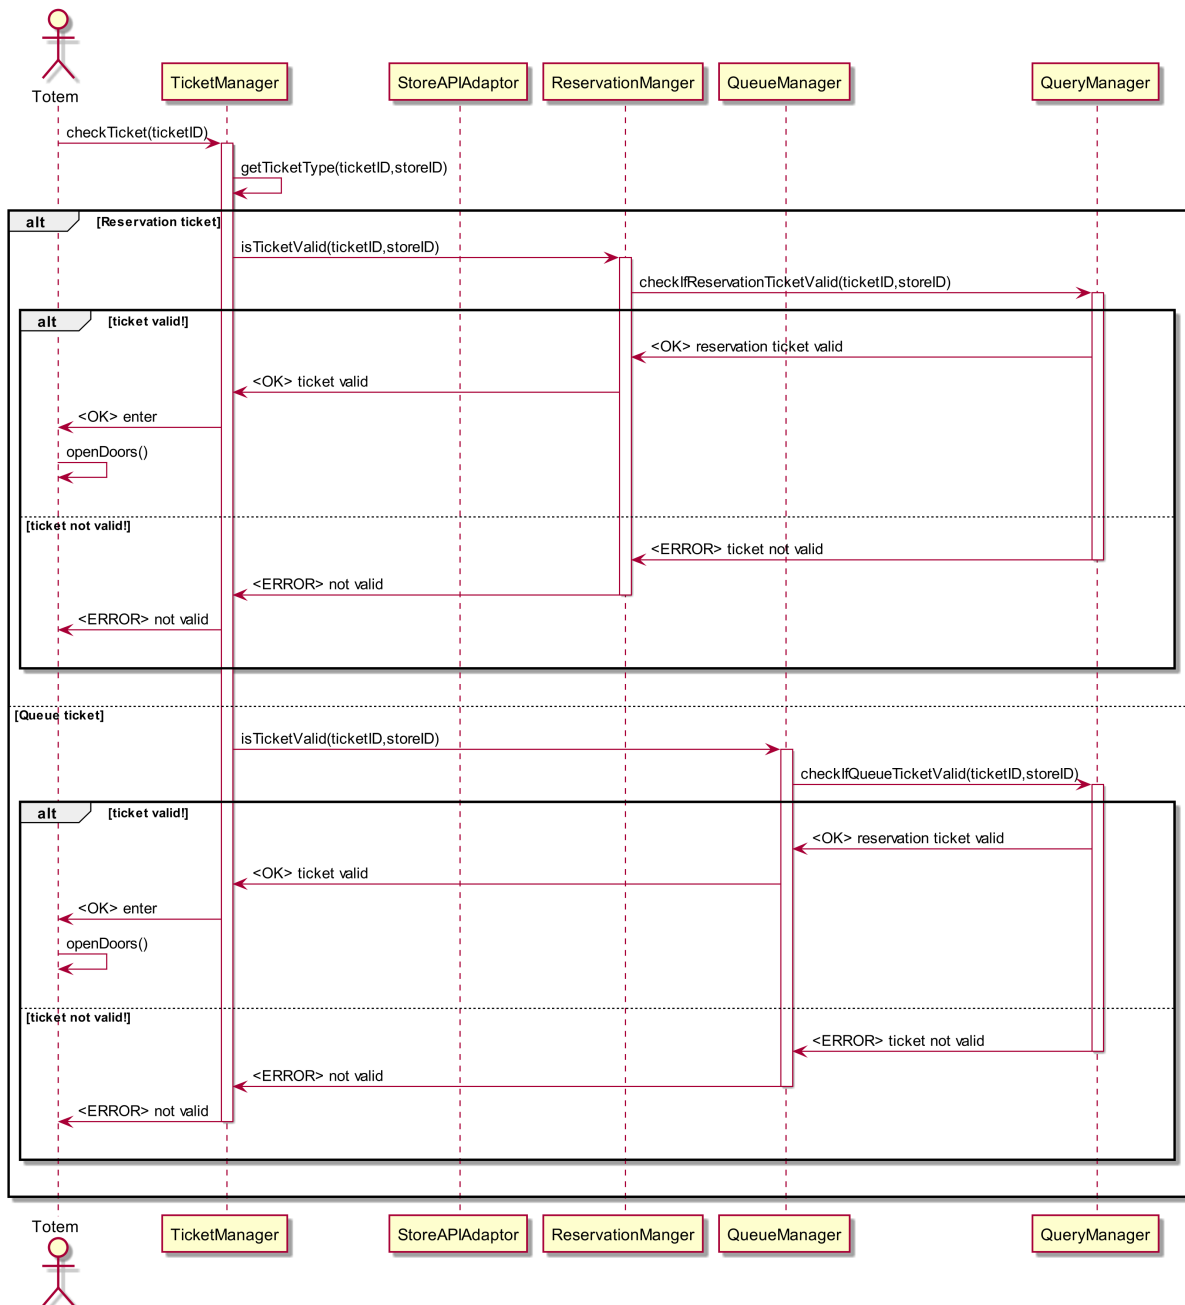 Totem
TicketManager
StoreAPIAdaptor
ReservationManger
QueueManager
QueryManager
checkTicket(ticketID)
getTicketType(ticketID,storeID)
alt [Reservation ticket]
isTicketValid(ticketID,storeID)
checkIfReservationTicketValid(ticketID,storeID)
alt [ticket valid!]
<OK> reservation ticket valid
<OK> ticket valid
<OK> enter
openDoors()
[ticket not valid!]
<ERROR> ticket not valid
<ERROR> not valid
<ERROR> not valid
[Queue ticket]
isTicketValid(ticketID,storeID)
checkIfQueueTicketValid(ticketID,storeID)
alt [ticket valid!]
<OK> reservation ticket valid
<OK> ticket valid
<OK> enter
openDoors()
[ticket not valid!]
<ERROR> ticket not valid
<ERROR> not valid
<ERROR> not valid
Totem
TicketManager
StoreAPIAdaptor
ReservationManger
QueueManager
QueryManager